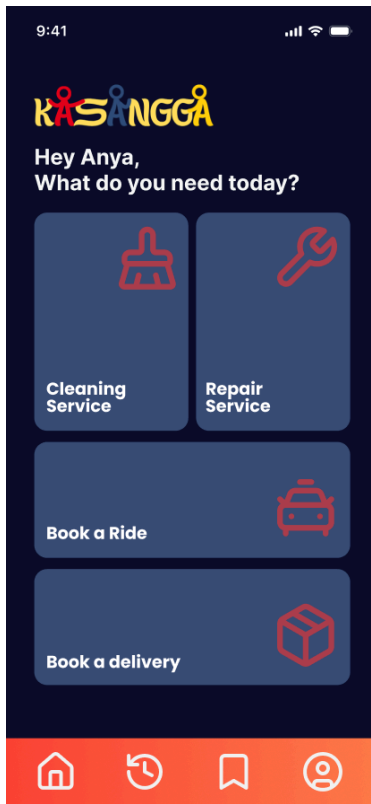 9:41
KASANGGA
Hey Anya,
What do you need today?
Cleaning
Service
Repair
Service
Book a Ride
Book a delivery